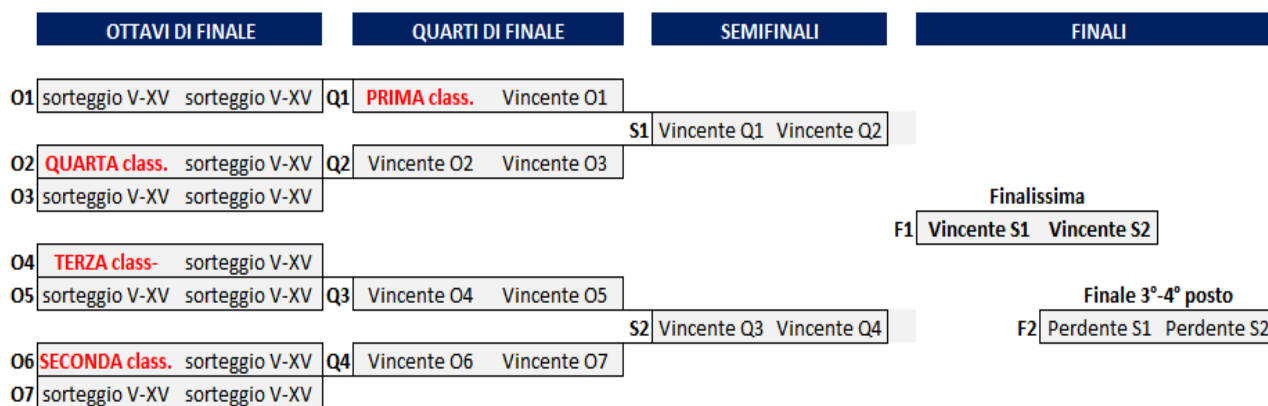 OTTAVI DI FINALE QUARTI DI FINALE SEMIFINALI FINALI
O1 sorteggio V-XV sorteggio V-XV Q1 PRIMA class. Vincente O1
S1 Vincente Q1 Vincente Q2
O2 QUARTA class. sorteggio V-XV Q2 Vincente O2 Vincente O3
O3 sorteggio V-XV sorteggio V-XV Finalissima
F1 Vincente S1 Vincente S2
O4 TERZA class- sorteggio V-XV
O5 sorteggio V-XV sorteggio V-XV Q3 Vincente O4 Vincente O5 Finale 3°-4° posto
S2 Vincente Q3 Vincente Q4 F2 Perdente S1 Perdente S2
O6 SECONDA class. sorteggio V-XV Q4 Vincente O6 Vincente O7
O7 sorteggio V-XV sorteggio V-XV